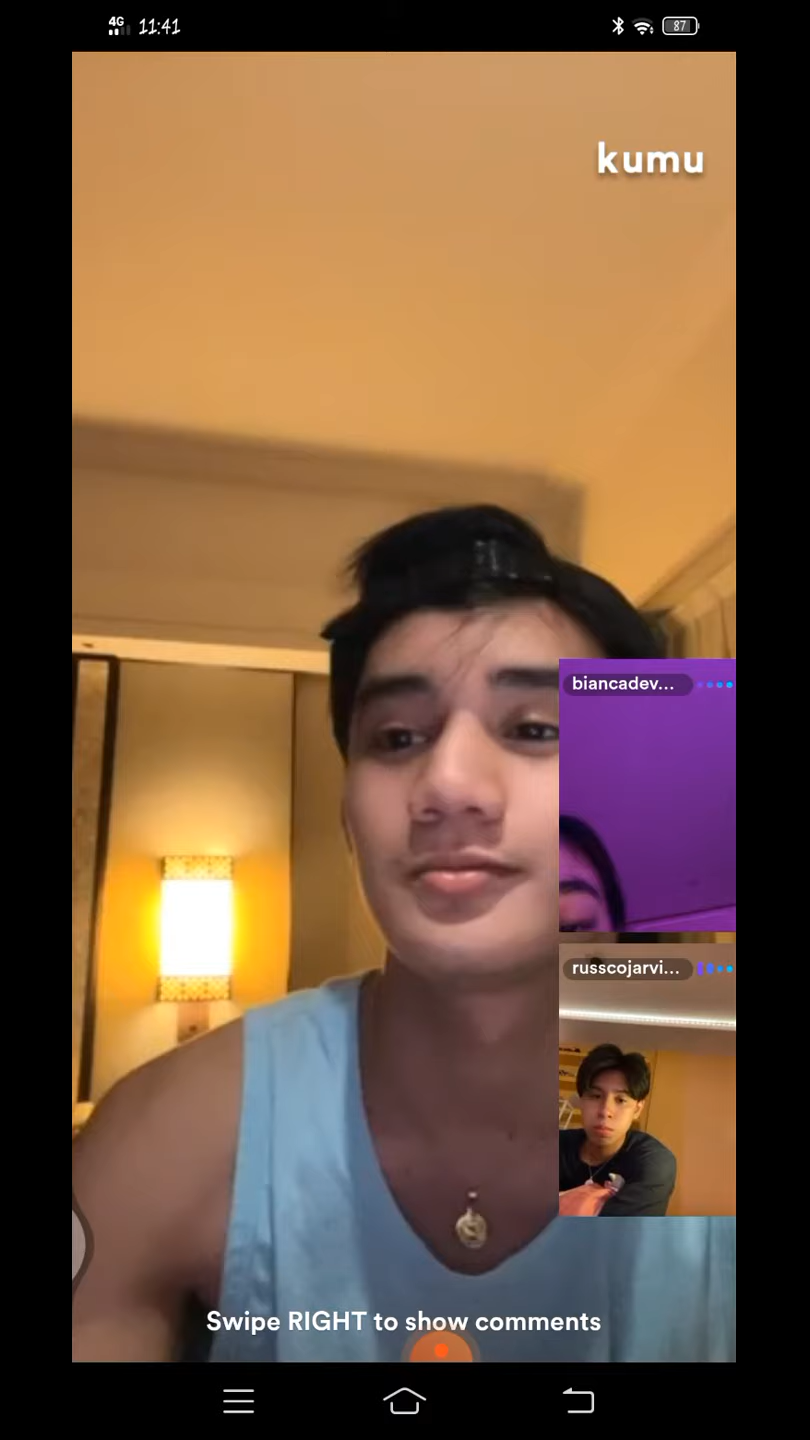 4G 11:41
87
kumu
biancadev...
russcojarvi...
Swipe RIGHT to show comments